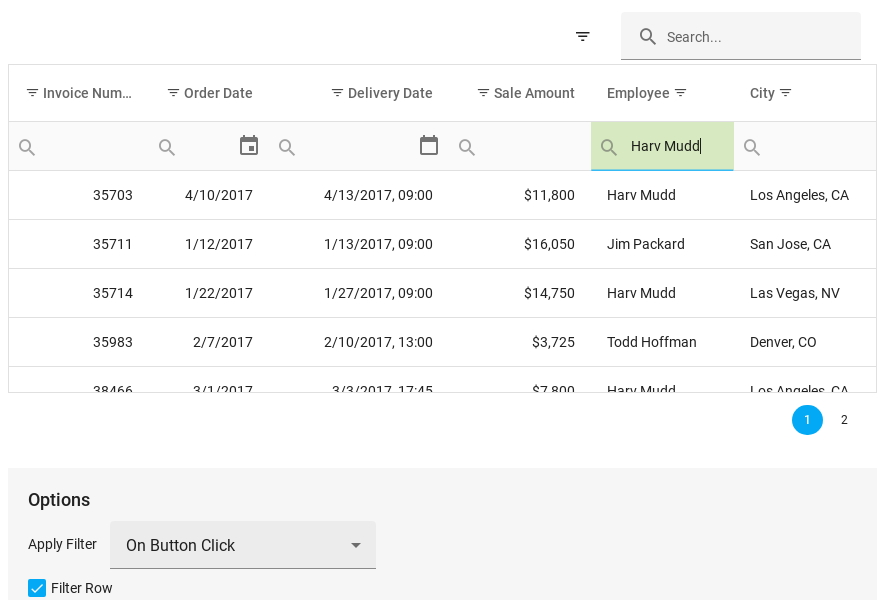 Search...
Invoice Num... Order Date Delivery Date Sale Amount Employee City
Harv Mudd
35703 4/10/2017 4/13/2017, 09:00 $11,800 Harv Mudd Los Angeles, CA
35711 1/12/2017 1/13/2017, 09:00 $16,050 Jim Packard San Jose, CA
35714 1/22/2017 1/27/2017, 09:00 $14,750 Harv Mudd Las Vegas, NV
35983 2/7/2017 2/10/2017, 13:00 $3,725 Todd Hoffman Denver, CO
38466 3/1/2017 3/3/2017, 17:45 $7,800 Harv Mudd Los Angeles, CA
1 2
Options
Apply Filter On Button Click
Filter Row